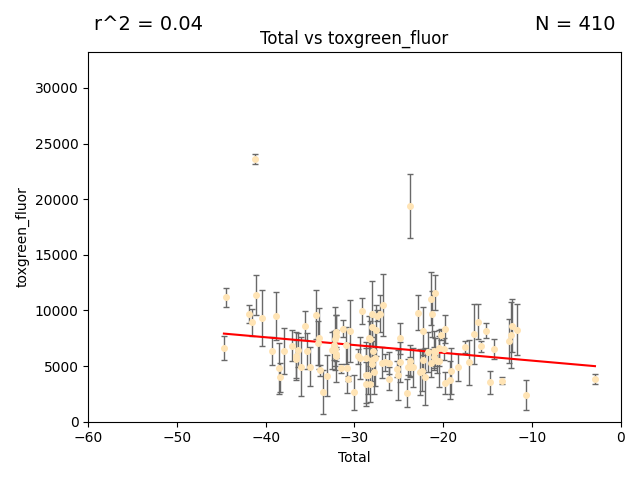 r^2 = 0.04
N = 410
Total vs toxgreen_fluor
30000
25000
20000
15000
10000
5000
0
toxgreen_fluor
−60
−50
−40
−30
−20
−10
0
Total